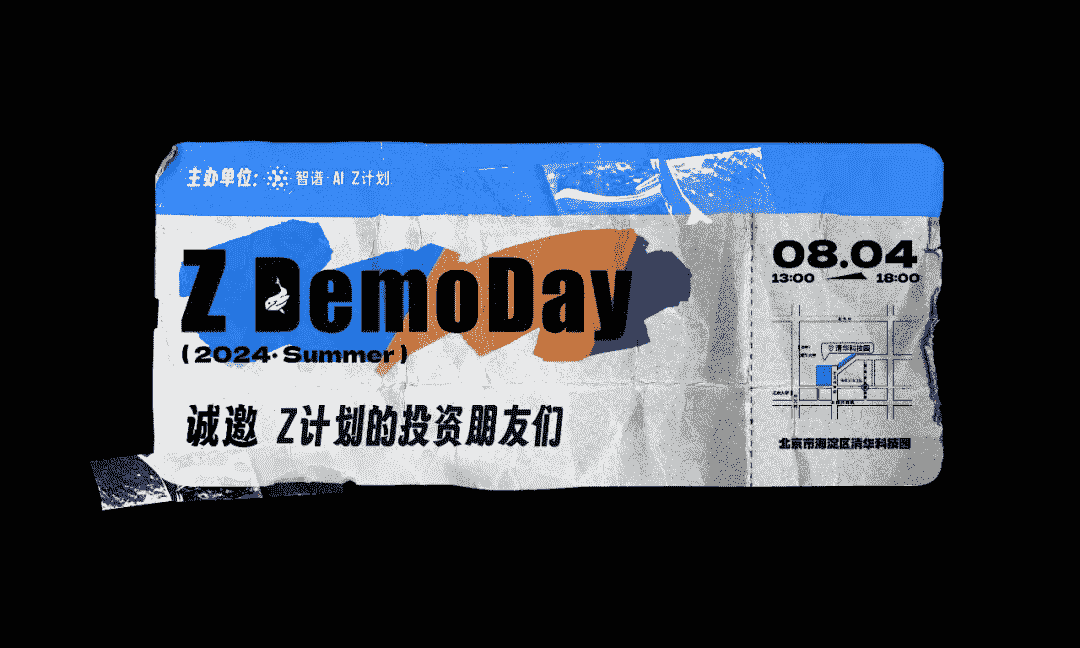 主办单位: 智谱·AI Z计划
Z DemoDay
(2024·Summer)
诚邀 Z计划的投资朋友们
08.04
13:00 18:00
清华科技园
北京市海淀区清华科技园